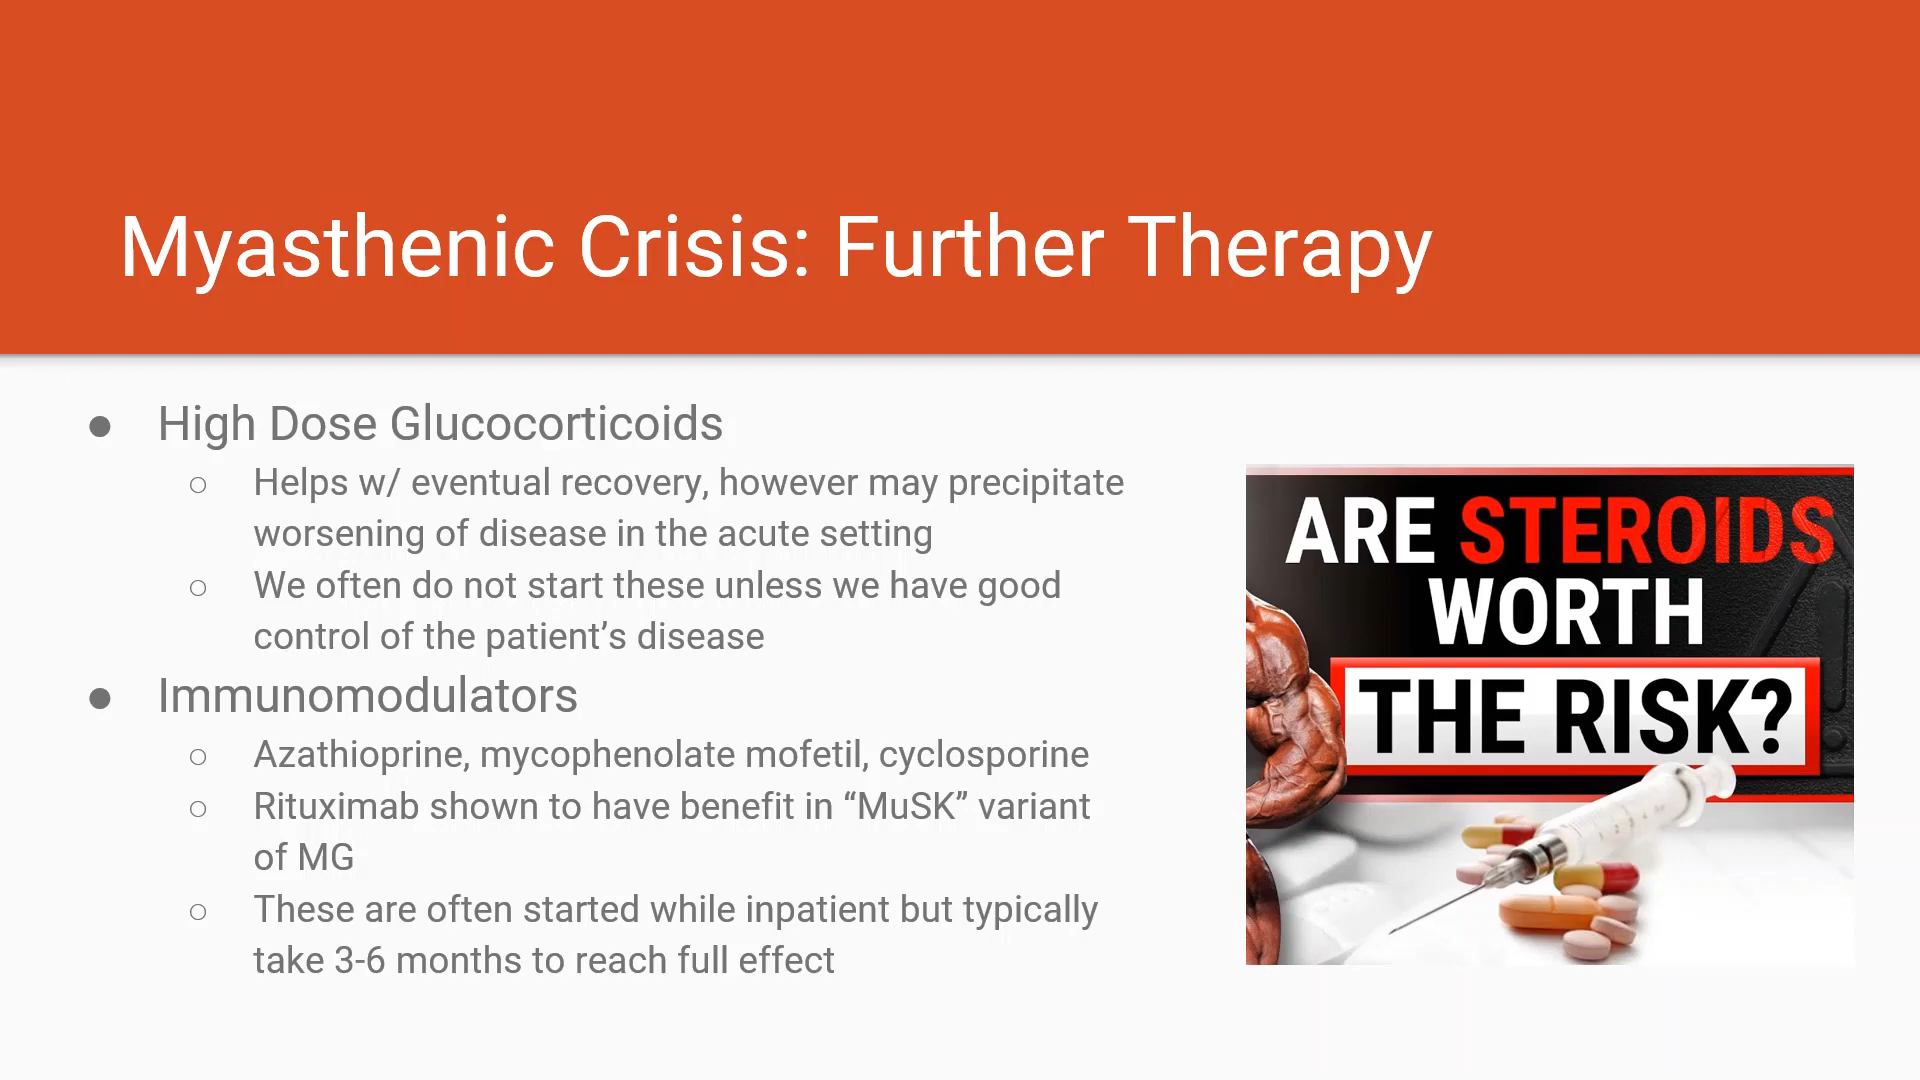 Myasthenic Crisis: Further Therapy
● High Dose Glucocorticoids
○ Helps w/ eventual recovery, however may precipitate
worsening of disease in the acute setting
○ We often do not start these unless we have good
control of the patient’s disease
● Immunomodulators
○ Azathioprine, mycophenolate mofetil, cyclosporine
○ Rituximab shown to have benefit in “MuSK” variant
of MG
○ These are often started while inpatient but typically
take 3-6 months to reach full effect
ARE STEROIDS
WORTH
THE RISK?